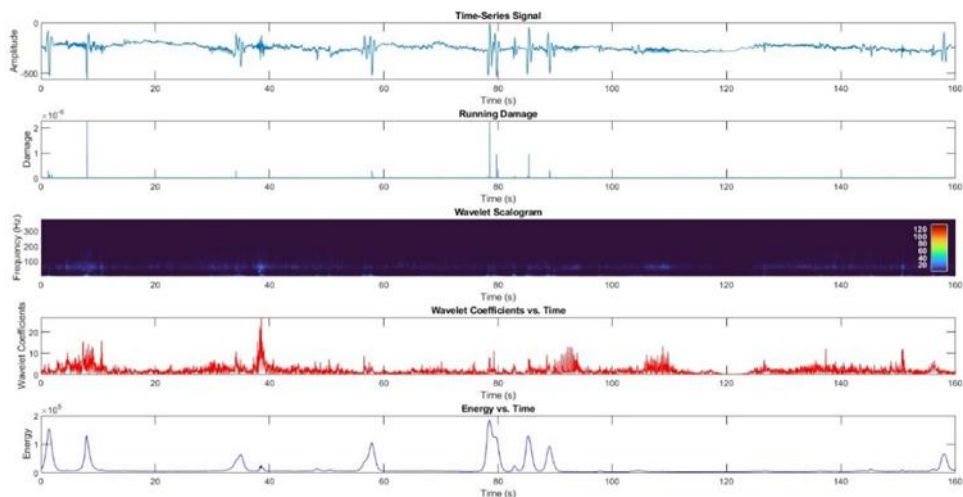 Time-Series Signal
0
-500
Amplitude
0 20 40 60 80 100 120 140 160
Time (s)
×10⁻⁶
Running Damage
2
1
0
Damage
0 20 40 60 80 100 120 140 160
Time (s)
Wavelet Scalogram
300
200
100
Frequency (Hz)
120
100
80
60
40
20
0 20 40 60 80 100 120 140 160
Time (s)
Wavelet Coefficients vs. Time
20
10
0
Wavelet Coefficients
0 20 40 60 80 100 120 140 160
Time (s)
×10⁵
Energy vs. Time
2
1
0
Energy
0 20 40 60 80 100 120 140 160
Time (s)